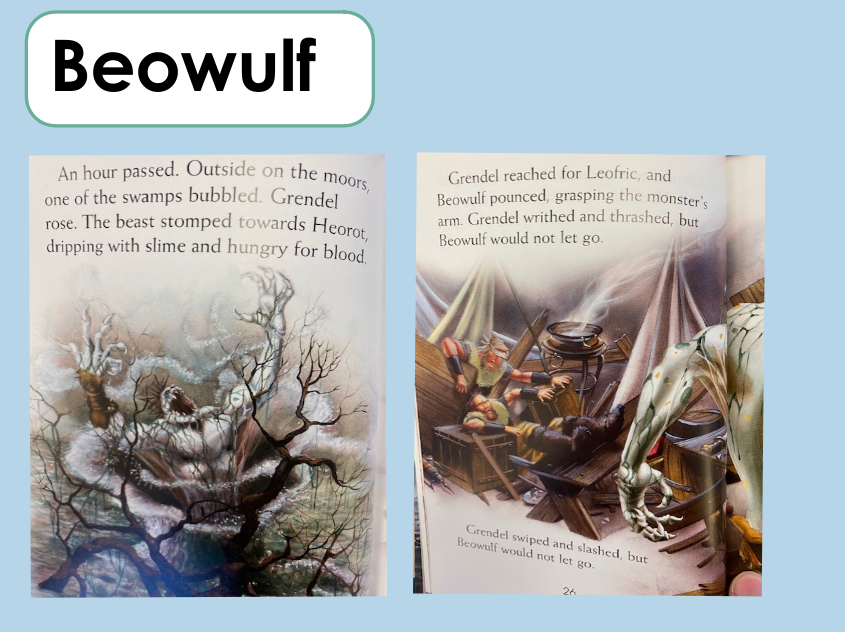 Beowulf
An hour passed. Outside on the moors,
one of the swamps bubbled. Grendel
rose. The beast stomped towards Heorot,
dripping with slime and hungry for blood.
Grendel reached for Leofric, and
Beowulf pounced, grasping the monster's
arm. Grendel writhed and thrashed, but
Beowulf would not let go.
Grendel swiped and slashed, but
Beowulf would not let go.
26